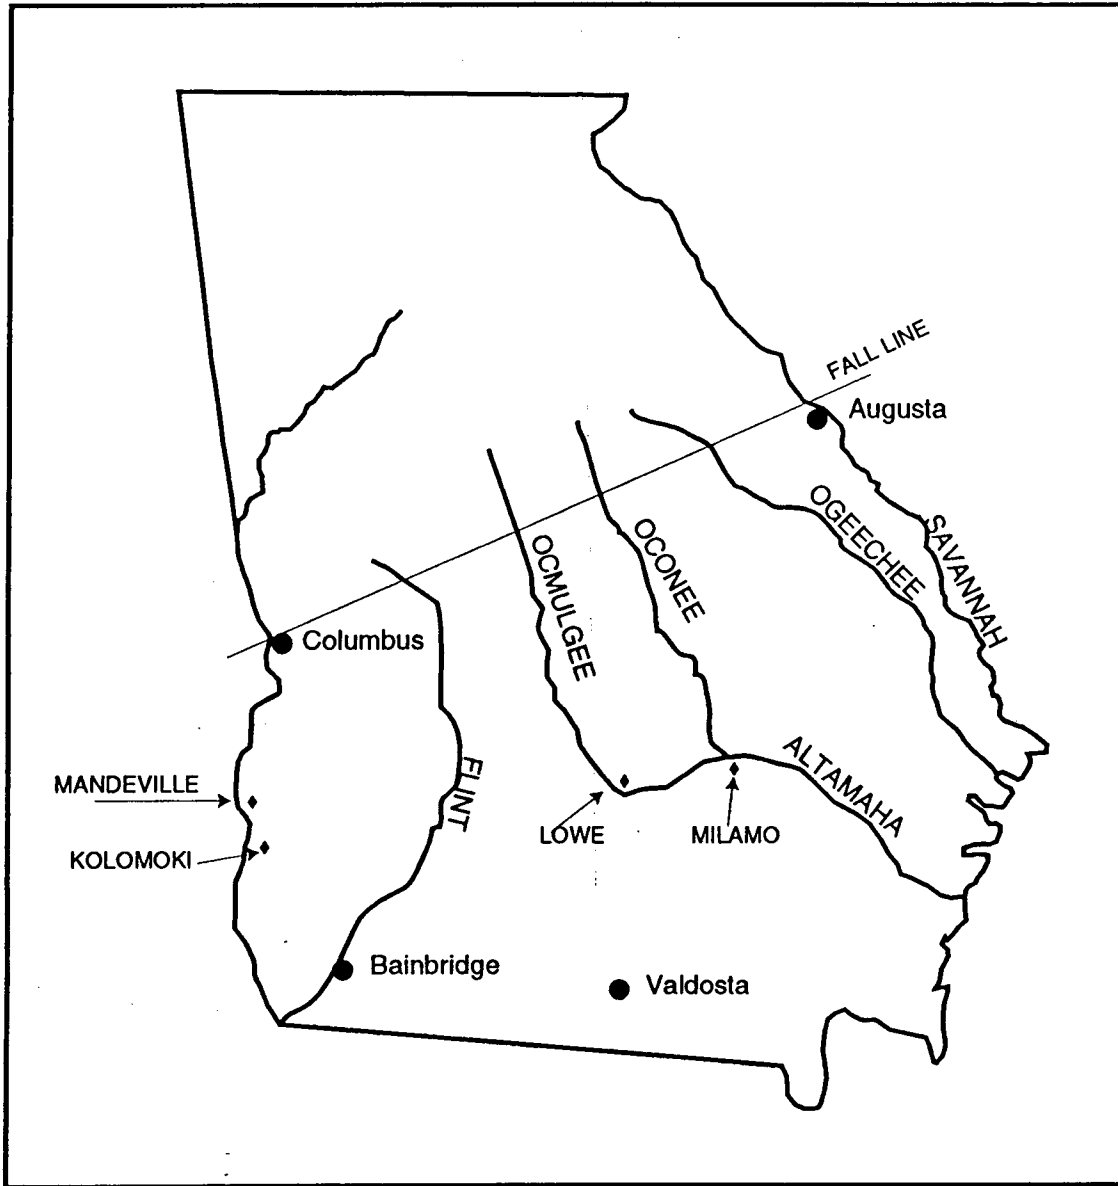 FALL LINE
Augusta
OGEECHEE
SAVANNAH
OCMULGEE
OCONEE
Columbus
FLINT
ALTAMAHA
MANDEVILLE
LOWE
MILAMO
KOLOMOKI
Bainbridge
Valdosta